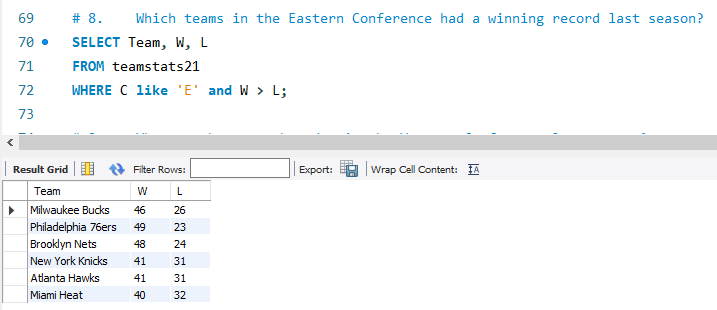 69 # 8. Which teams in the Eastern Conference had a winning record last season?
70 SELECT Team, W, L
71 FROM teamstats21
72 WHERE C like 'E' and W > L;
73
Result Grid Filter Rows: Export: Wrap Cell Content: IA
Team W L
Milwaukee Bucks 46 26
Philadelphia 76ers 49 23
Brooklyn Nets 48 24
New York Knicks 41 31
Atlanta Hawks 41 31
Miami Heat 40 32